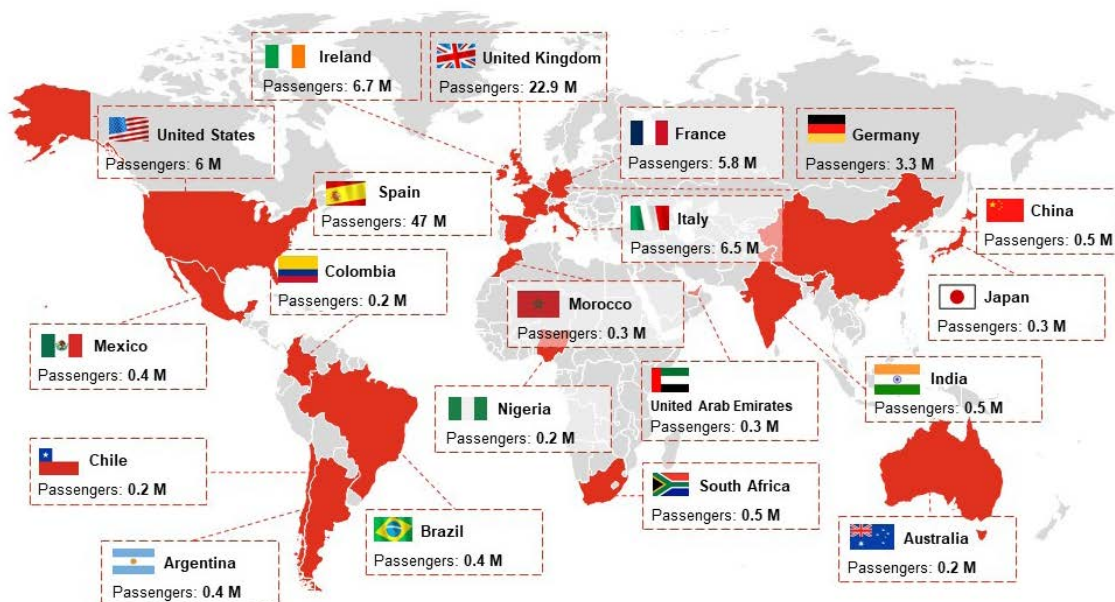 Ireland
Passengers: 6.7 M
United Kingdom
Passengers: 22.9 M
United States
Passengers: 6 M
France
Passengers: 5.8 M
Germany
Passengers: 3.3 M
Spain
Passengers: 47 M
Italy
Passengers: 6.5 M
China
Passengers: 0.5 M
Colombia
Passengers: 0.2 M
Morocco
Passengers: 0.3 M
Japan
Passengers: 0.3 M
Mexico
Passengers: 0.4 M
Nigeria
Passengers: 0.2 M
United Arab Emirates
Passengers: 0.3 M
India
Passengers: 0.5 M
Chile
Passengers: 0.2 M
South Africa
Passengers: 0.5 M
Brazil
Passengers: 0.4 M
Australia
Passengers: 0.2 M
Argentina
Passengers: 0.4 M